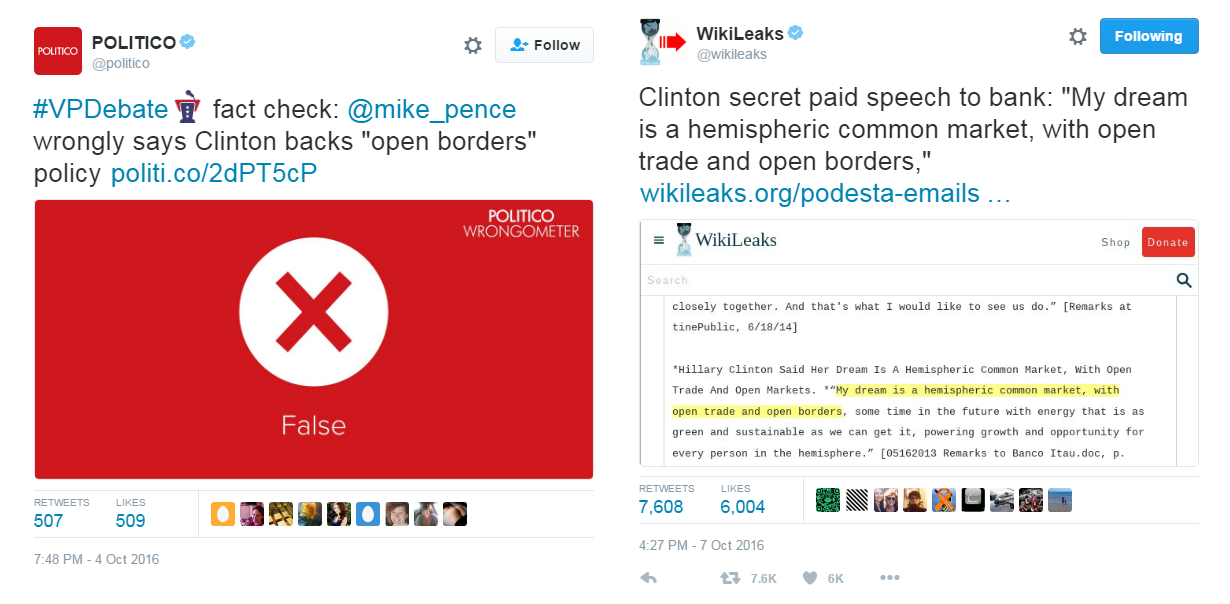 POLITICO
POLITICO
@politico
Follow
#VPDebate fact check: @mike_pence
wrongly says Clinton backs "open borders"
policy politi.co/2dPT5cP
POLITICO
WRONGOMETER
False
RETWEETS LIKES
507 509
7:48 PM - 4 Oct 2016
WikiLeaks
@wikileaks
Following
Clinton secret paid speech to bank: "My dream
is a hemispheric common market, with open
trade and open borders,"
wikileaks.org/podesta-emails …
WikiLeaks
Shop Donate
Search
closely together. And that's what I would like to see us do.” [Remarks at
tinePublic, 6/18/14]
*Hillary Clinton Said Her Dream Is A Hemispheric Common Market, With Open
Trade And Open Markets. *“My dream is a hemispheric common market, with
open trade and open borders, some time in the future with energy that is as
green and sustainable as we can get it, powering growth and opportunity for
every person in the hemisphere.” [05162013 Remarks to Banco Itau.doc, p.
RETWEETS LIKES
7,608 6,004
4:27 PM - 7 Oct 2016
7.6K 6K